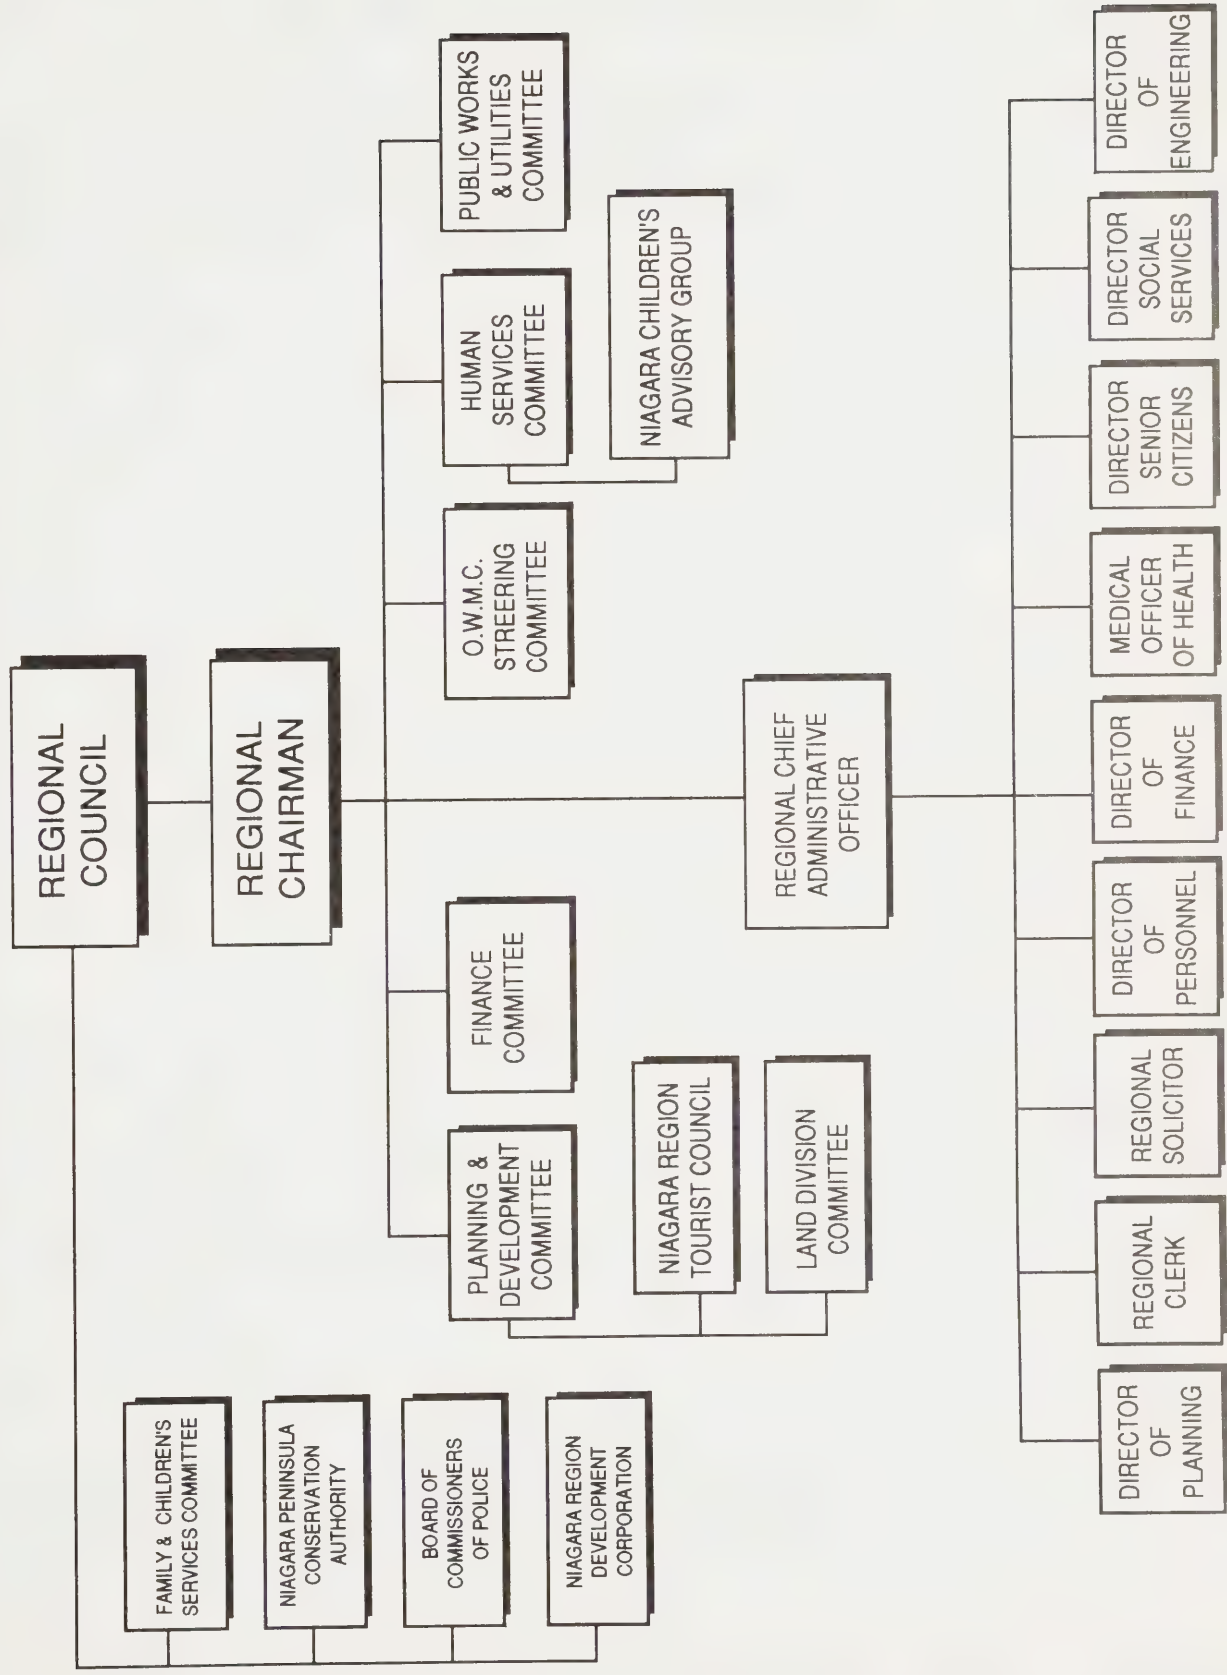 REGIONAL
COUNCIL
REGIONAL
CHAIRMAN
FAMILY & CHILDREN'S
SERVICES COMMITTEE
NIAGARA PENINSULA
CONSERVATION
AUTHORITY
BOARD OF
COMMISSIONERS
OF POLICE
NIAGARA REGION
DEVELOPMENT
CORPORATION
PLANNING &
DEVELOPMENT
COMMITTEE
FINANCE
COMMITTEE
O.W.M.C.
STREERING
COMMITTEE
HUMAN
SERVICES
COMMITTEE
PUBLIC WORKS
& UTILITIES
COMMITTEE
NIAGARA REGION
TOURIST COUNCIL
LAND DIVISION
COMMITTEE
NIAGARA CHILDREN'S
ADVISORY GROUP
REGIONAL CHIEF
ADMINISTRATIVE
OFFICER
DIRECTOR
OF
PLANNING
REGIONAL
CLERK
REGIONAL
SOLICITOR
DIRECTOR
OF
PERSONNEL
DIRECTOR
OF
FINANCE
MEDICAL
OFFICER
OF HEALTH
DIRECTOR
SENIOR
CITIZENS
DIRECTOR
SOCIAL
SERVICES
DIRECTOR
OF
ENGINEERING